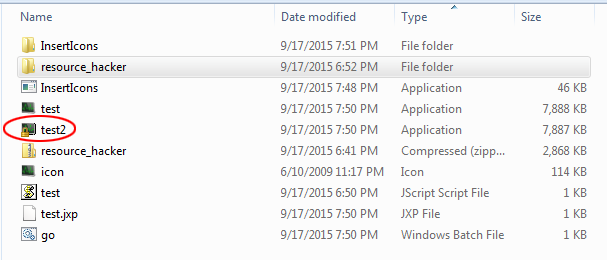 Name Date modified Type Size
InsertIcons 9/17/2015 7:51 PM File folder
resource_hacker 9/17/2015 6:52 PM File folder
InsertIcons 9/17/2015 7:48 PM Application 46 KB
test 9/17/2015 7:50 PM Application 7,888 KB
test2 9/17/2015 7:50 PM Application 7,887 KB
resource_hacker 9/17/2015 6:41 PM Compressed (zipp... 2,868 KB
icon 6/10/2009 11:17 PM Icon 114 KB
test 9/17/2015 6:50 PM JScript Script File 1 KB
test.jxp 9/17/2015 7:50 PM JXP File 1 KB
go 9/17/2015 7:50 PM Windows Batch File 1 KB